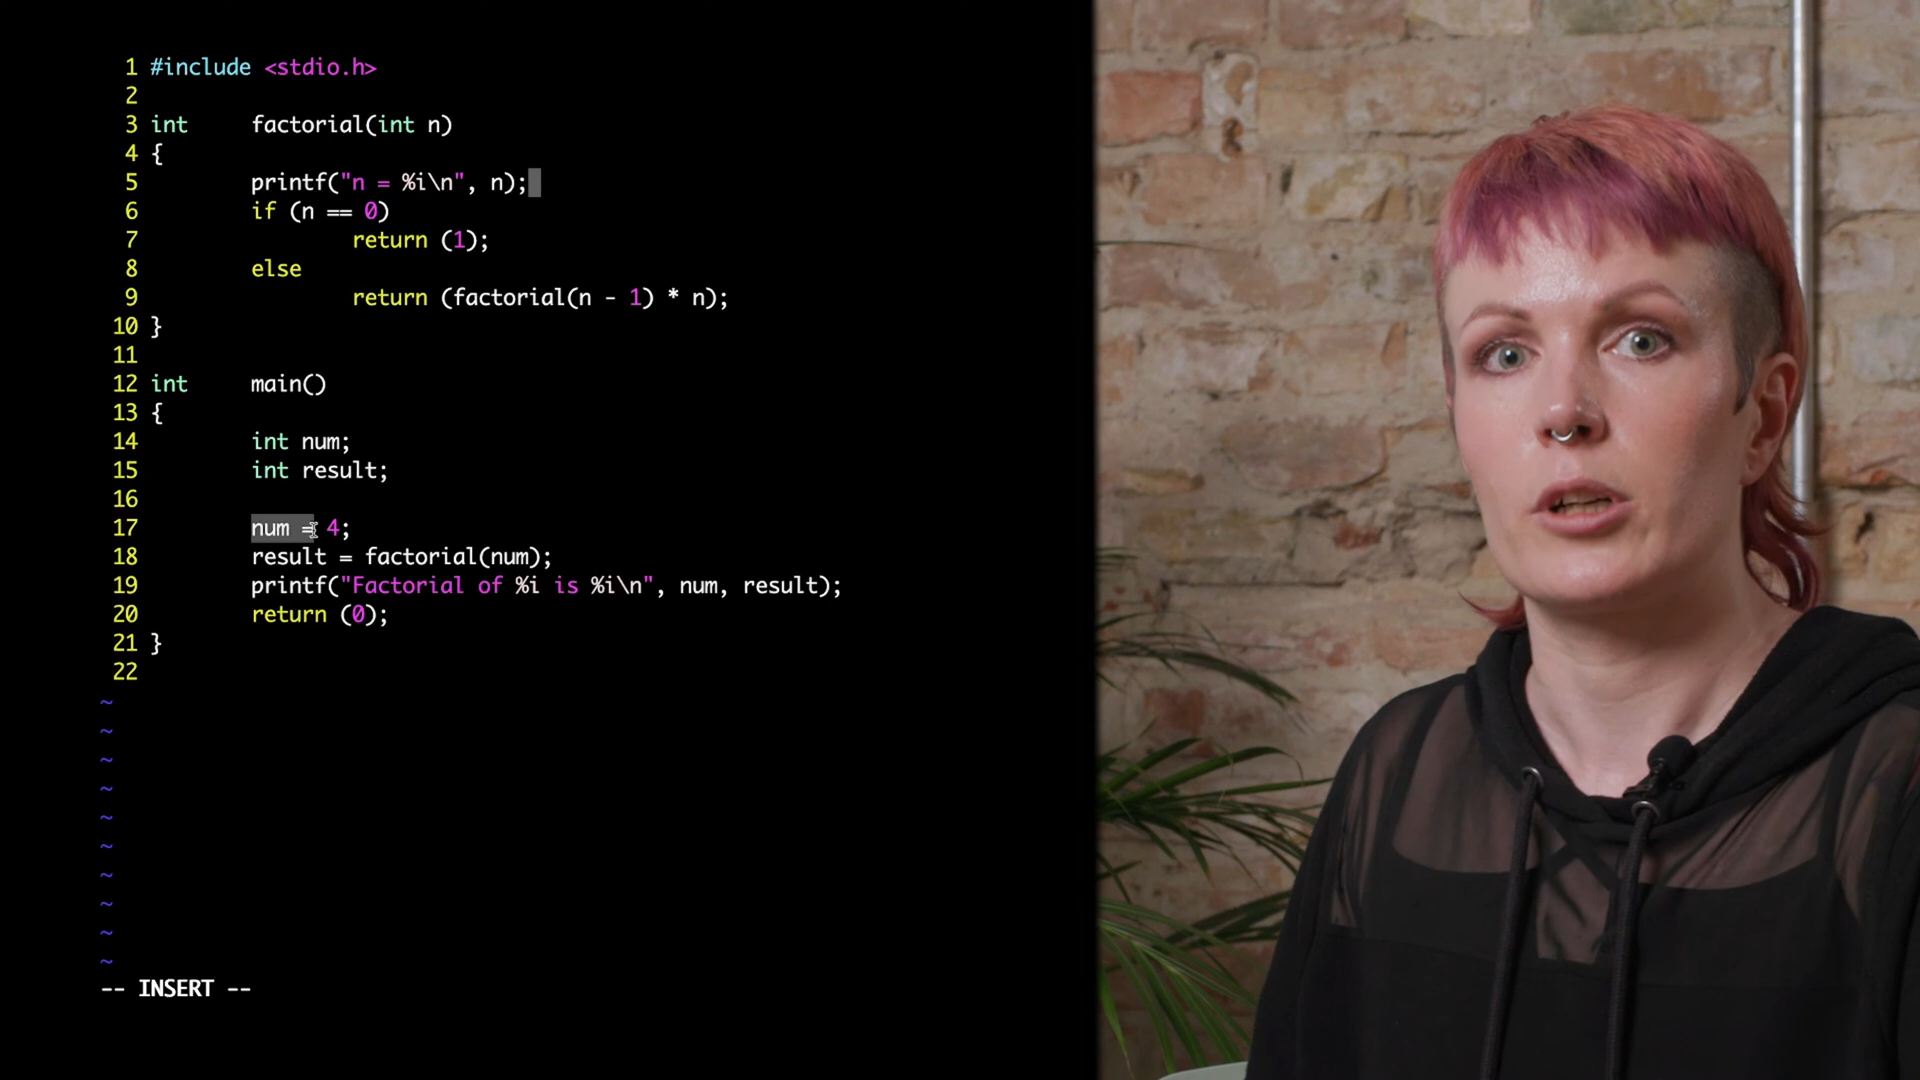 1 #include <stdio.h>
2
3 int factorial(int n)
4 {
5 printf("n = %i\n", n);
6 if (n == 0)
7 return (1);
8 else
9 return (factorial(n - 1) * n);
10 }
11
12 int main()
13 {
14 int num;
15 int result;
16
17 num = 4;
18 result = factorial(num);
19 printf("Factorial of %i is %i\n", num, result);
20 return (0);
21 }
22
~
~
~
~
~
~
~
~
~
~
-- INSERT --